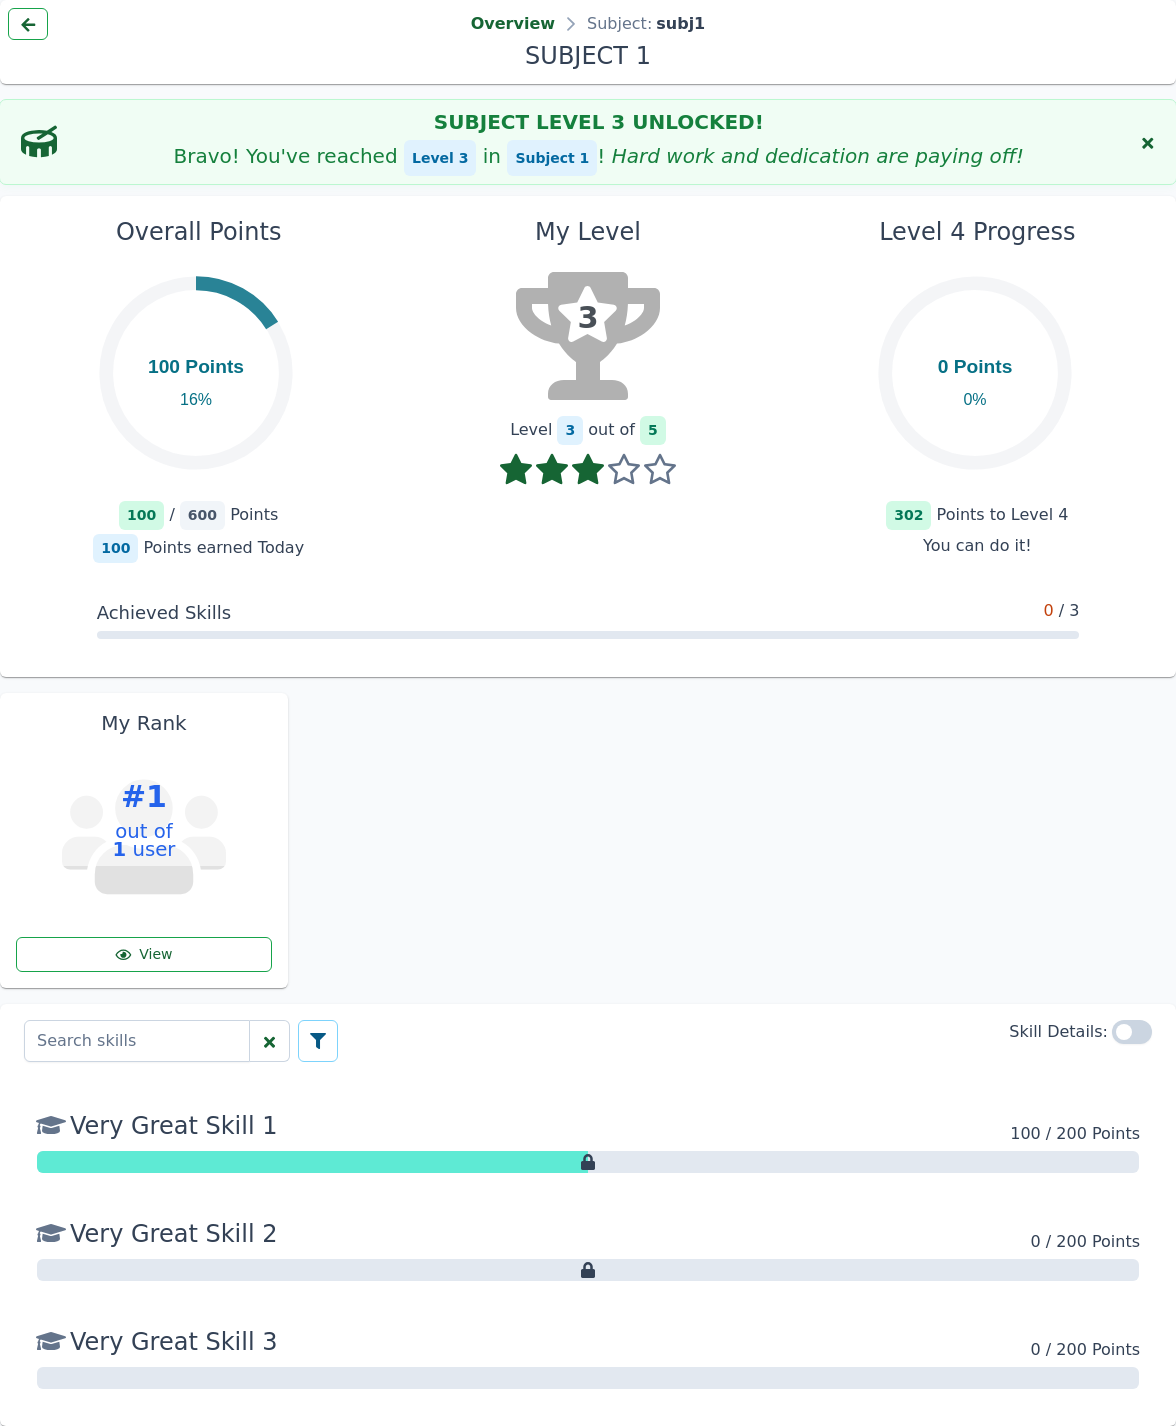 Overview > Subject: subj1
SUBJECT 1
SUBJECT LEVEL 3 UNLOCKED!
Bravo! You've reached Level 3 in Subject 1! Hard work and dedication are paying off!
Overall Points
100 Points
16%
100 / 600 Points
100 Points earned Today
My Level
3
Level 3 out of 5
Level 4 Progress
0 Points
0%
302 Points to Level 4
You can do it!
Achieved Skills 0 / 3
My Rank
#1
out of
1 user
View
Search skills
Skill Details:
Very Great Skill 1 100 / 200 Points
Very Great Skill 2 0 / 200 Points
Very Great Skill 3 0 / 200 Points